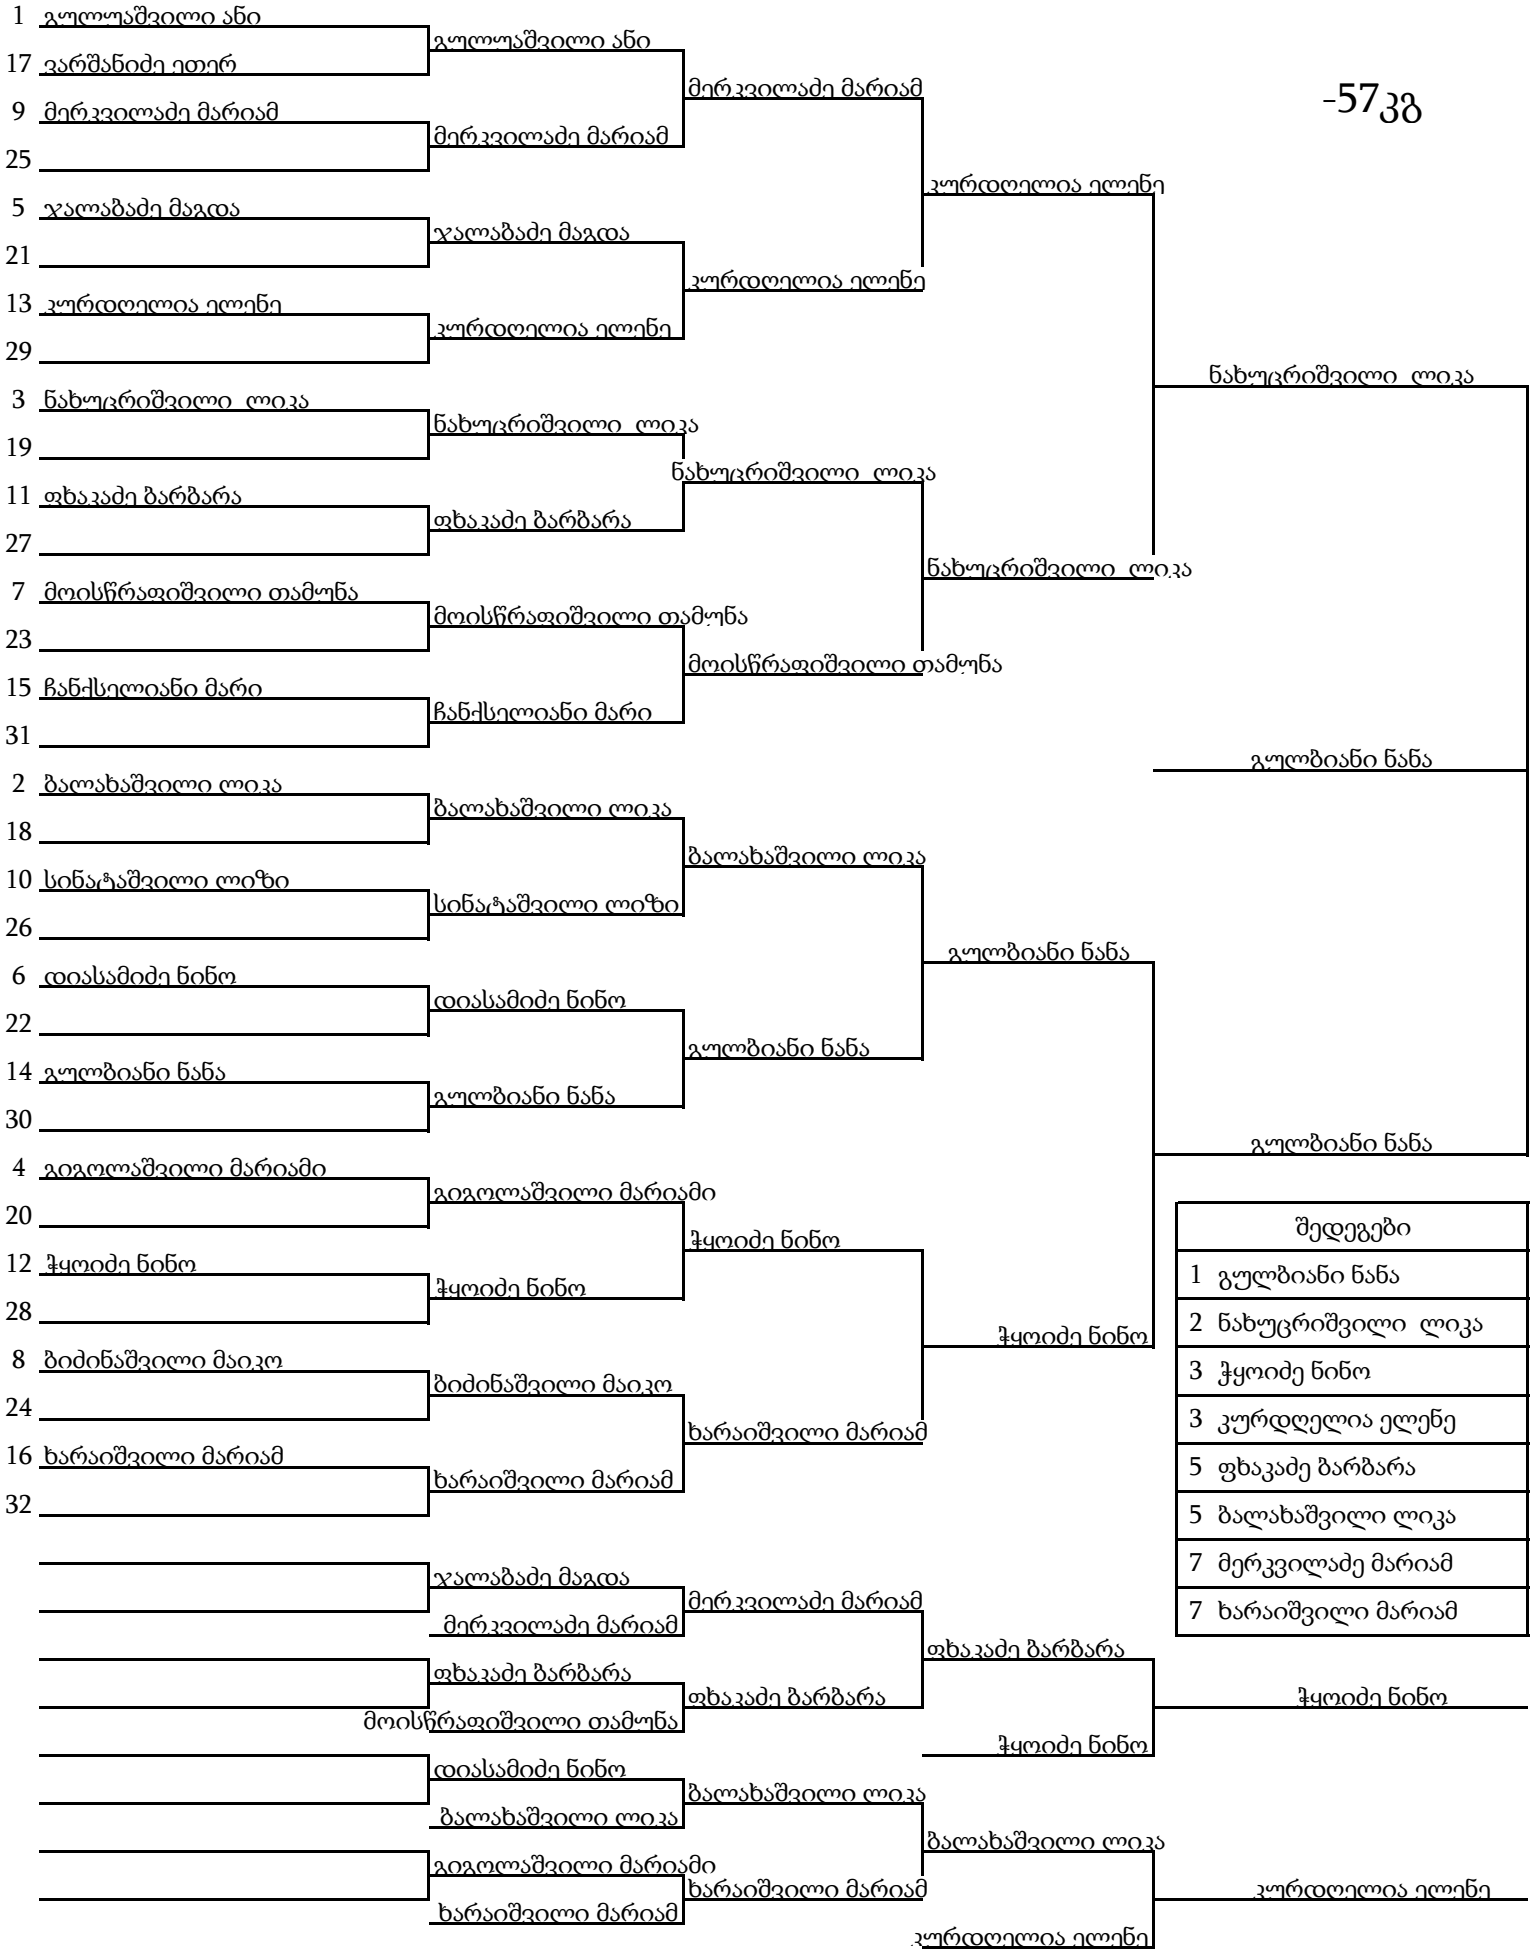 -57კგ
1 გულუაშვილი ანი
17 ვარშანიძე ეთერ
9 მერკვილაძე მარიამ
25
5 ჯალაბაძე მაგდა
21
13 კურდღელია ელენე
29
3 ნახუცრიშვილი ლიკა
19
11 ფხაკაძე ბარბარა
27
7 მოისწრაფიშვილი თამუნა
23
15 ჩანქსელიანი მარი
31
2 ბალახაშვილი ლიკა
18
10 სინატაშვილი ლიზი
26
6 დიასამიძე ნინო
22
14 გულბიანი ნანა
30
4 გიგოლაშვილი მარიამი
20
12 ჭყოიძე ნინო
28
8 ბიძინაშვილი მაიკო
24
16 ხარაიშვილი მარიამ
32
გულუაშვილი ანი
მერკვილაძე მარიამ
ჯალაბაძე მაგდა
კურდღელია ელენე
ნახუცრიშვილი ლიკა
ფხაკაძე ბარბარა
მოისწრაფიშვილი თამუნა
ჩანქსელიანი მარი
ბალახაშვილი ლიკა
სინატაშვილი ლიზი
დიასამიძე ნინო
გულბიანი ნანა
გიგოლაშვილი მარიამი
ჭყოიძე ნინო
ბიძინაშვილი მაიკო
ხარაიშვილი მარიამ
მერკვილაძე მარიამ
კურდღელია ელენე
ნახუცრიშვილი ლიკა
მოისწრაფიშვილი თამუნა
ბალახაშვილი ლიკა
გულბიანი ნანა
ჭყოიძე ნინო
ხარაიშვილი მარიამ
კურდღელია ელენე
ნახუცრიშვილი ლიკა
გულბიანი ნანა
ჭყოიძე ნინო
ნახუცრიშვილი ლიკა
გულბიანი ნანა
გულბიანი ნანა
შედეგები
1 გულბიანი ნანა
2 ნახუცრიშვილი ლიკა
3 ჭყოიძე ნინო
3 კურდღელია ელენე
5 ფხაკაძე ბარბარა
5 ბალახაშვილი ლიკა
7 მერკვილაძე მარიამ
7 ხარაიშვილი მარიამ
ჯალაბაძე მაგდა
მერკვილაძე მარიამ
ფხაკაძე ბარბარა
მოისწრაფიშვილი თამუნა
დიასამიძე ნინო
ბალახაშვილი ლიკა
გიგოლაშვილი მარიამი
ხარაიშვილი მარიამ
მერკვილაძე მარიამ
ფხაკაძე ბარბარა
ბალახაშვილი ლიკა
ხარაიშვილი მარიამ
ფხაკაძე ბარბარა
ჭყოიძე ნინო
ბალახაშვილი ლიკა
კურდღელია ელენე
ჭყოიძე ნინო
კურდღელია ელენე